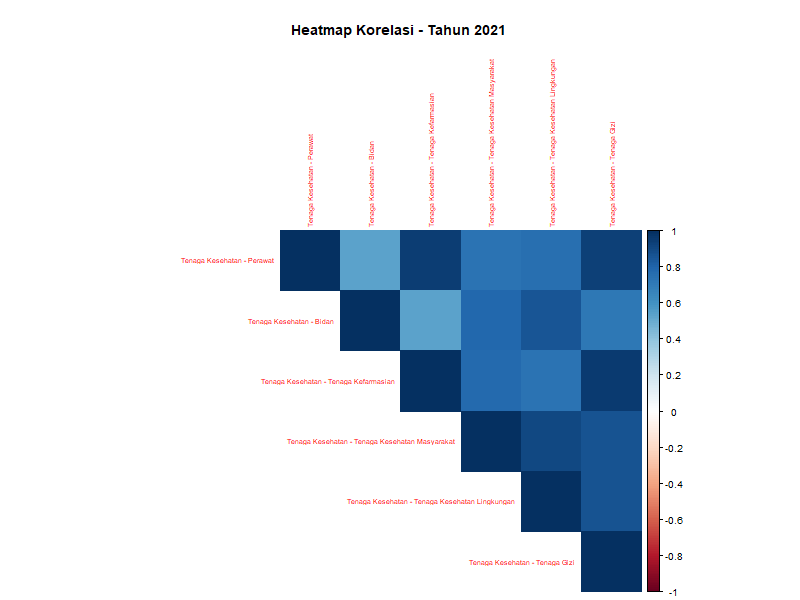 Heatmap Korelasi - Tahun 2021
Tenaga Kesehatan - Perawat
Tenaga Kesehatan - Bidan
Tenaga Kesehatan - Tenaga Kefarmasian
Tenaga Kesehatan - Tenaga Kesehatan Masyarakat
Tenaga Kesehatan - Tenaga Kesehatan Lingkungan
Tenaga Kesehatan - Tenaga Gizi
Tenaga Kesehatan - Perawat
Tenaga Kesehatan - Bidan
Tenaga Kesehatan - Tenaga Kefarmasian
Tenaga Kesehatan - Tenaga Kesehatan Masyarakat
Tenaga Kesehatan - Tenaga Kesehatan Lingkungan
Tenaga Kesehatan - Tenaga Gizi
1
0.8
0.6
0.4
0.2
0
-0.2
-0.4
-0.6
-0.8
-1